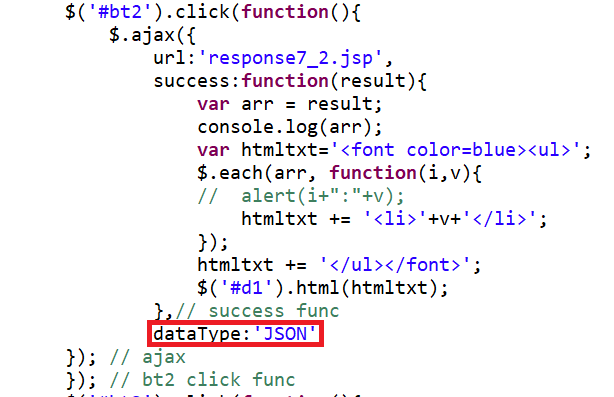 $('#bt2').click(function(){
$.ajax({
url:'response7_2.jsp',
success:function(result){
var arr = result;
console.log(arr);
var htmltxt='<font color=blue><ul>';
$.each(arr, function(i,v){
// alert(i+":"+v);
htmltxt += '<li>'+v+'</li>';
});
htmltxt += '</ul></font>';
$('#d1').html(htmltxt);
},// success func
dataType:'JSON'
}); // ajax
}); // bt2 click func